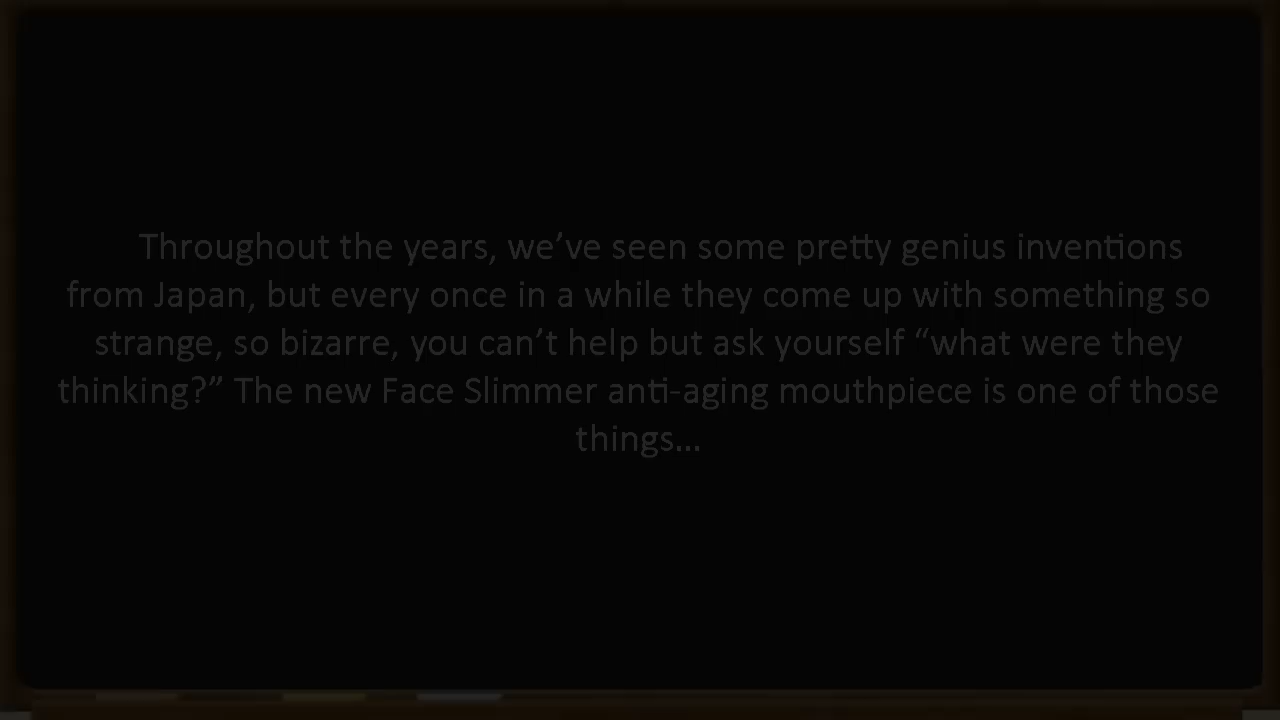 Throughout the years, we’ve seen some pretty genius inventions
from Japan, but every once in a while they come up with something so
strange, so bizarre, you can’t help but ask yourself “what were they
thinking?” The new Face Slimmer anti-aging mouthpiece is one of those
things...